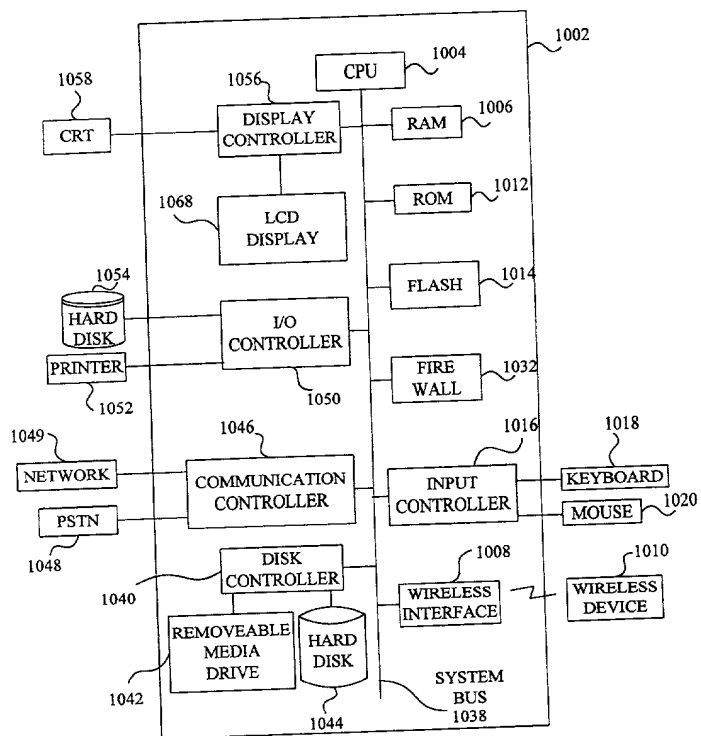 1002
1004
CPU
1058
1056
CRT
DISPLAY
CONTROLLER
RAM
1006
1068
LCD
DISPLAY
ROM
1012
1054
HARD
DISK
I/O
CONTROLLER
FLASH
1014
PRINTER
1052
1050
FIRE
WALL
1032
1049
1046
1016
1018
NETWORK
COMMUNICATION
CONTROLLER
INPUT
CONTROLLER
KEYBOARD
PSTN
1048
MOUSE
1020
DISK
CONTROLLER
1040
1008
1010
WIRELESS
INTERFACE
WIRELESS
DEVICE
REMOVEABLE
MEDIA
DRIVE
1042
HARD
DISK
1044
SYSTEM
BUS
1038